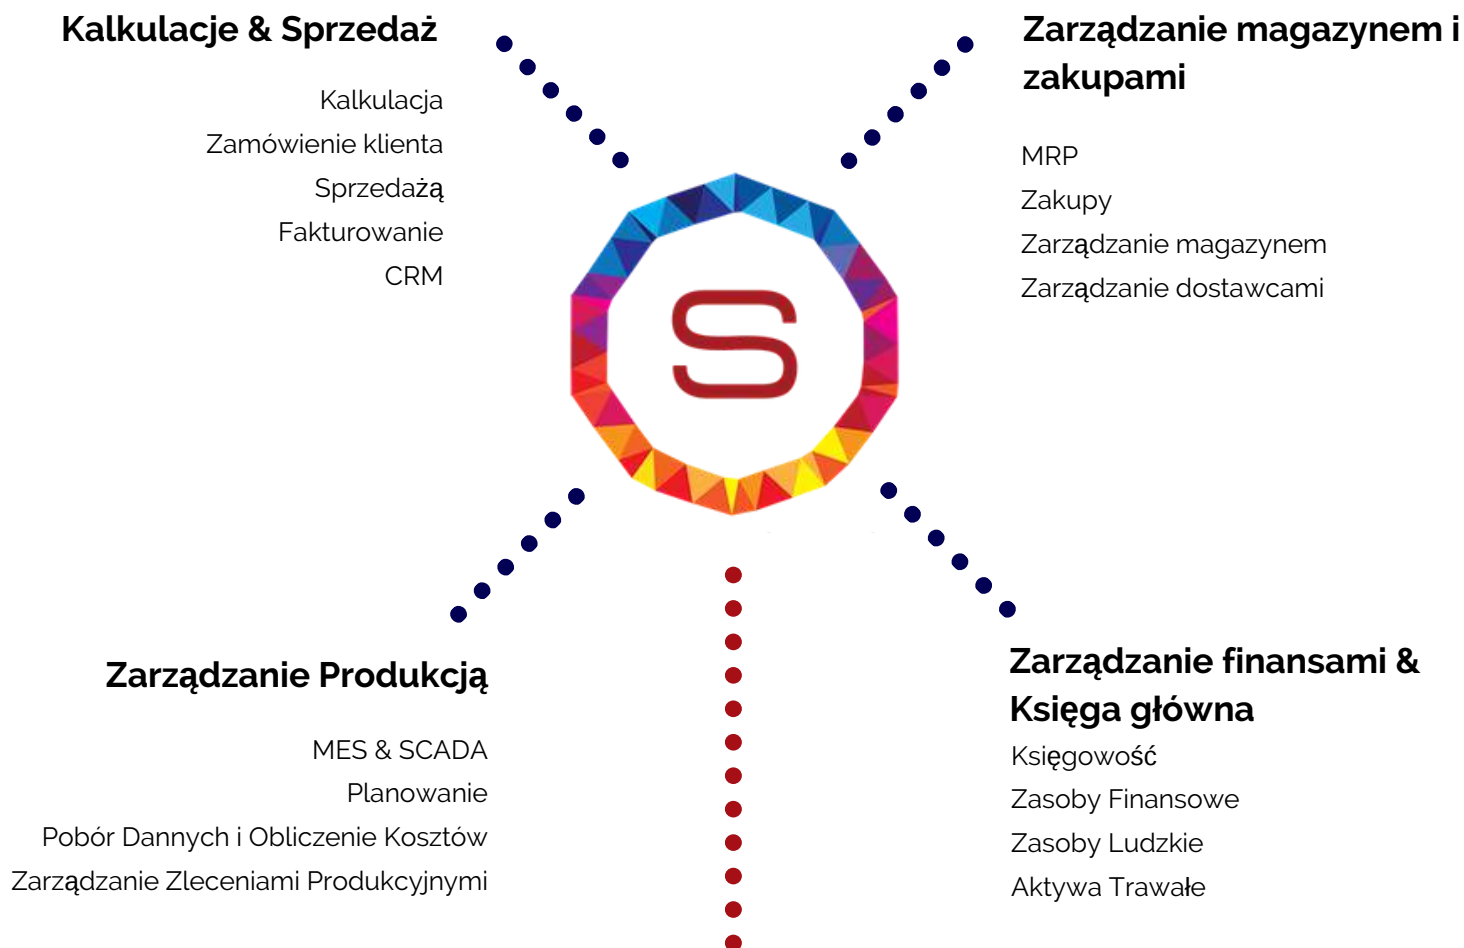 Kalkulacje & Sprzedaż
Kalkulacja
Zamówienie klienta
Sprzedażą
Fakturowanie
CRM
Zarządzanie magazynem i
zakupami
MRP
Zakupy
Zarządzanie magazynem
Zarządzanie dostawcami
S
Zarządzanie Produkcją
MES & SCADA
Planowanie
Pobór Dannych i Obliczenie Kosztów
Zarządzanie Zleceniami Produkcyjnymi
Zarządzanie finansami &
Księga główna
Księgowość
Zasoby Finansowe
Zasoby Ludzkie
Aktywa Trawałe